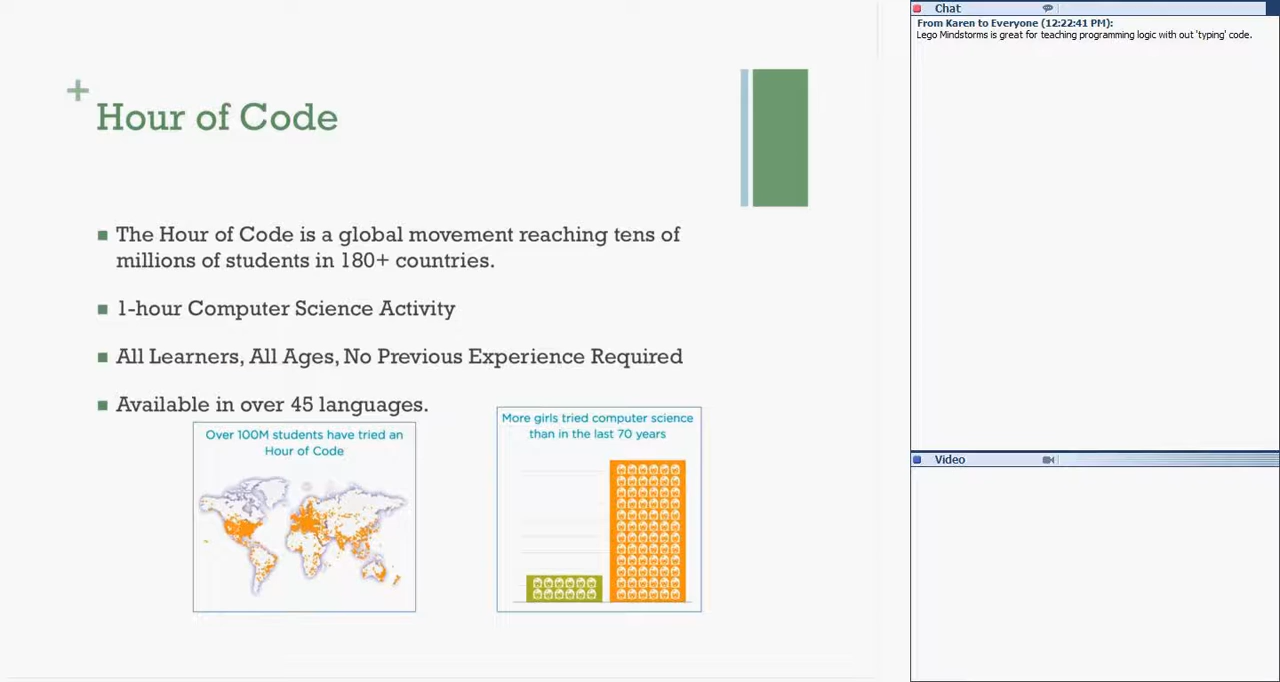 +
Hour of Code
The Hour of Code is a global movement reaching tens of
millions of students in 180+ countries.
1-hour Computer Science Activity
All Learners, All Ages, No Previous Experience Required
Available in over 45 languages.
Over 100M students have tried an
Hour of Code
More girls tried computer science
than in the last 70 years
Chat
From Karen to Everyone (12:22:41 PM):
Lego Mindstorms is great for teaching programming logic with out 'typing' code.
Video